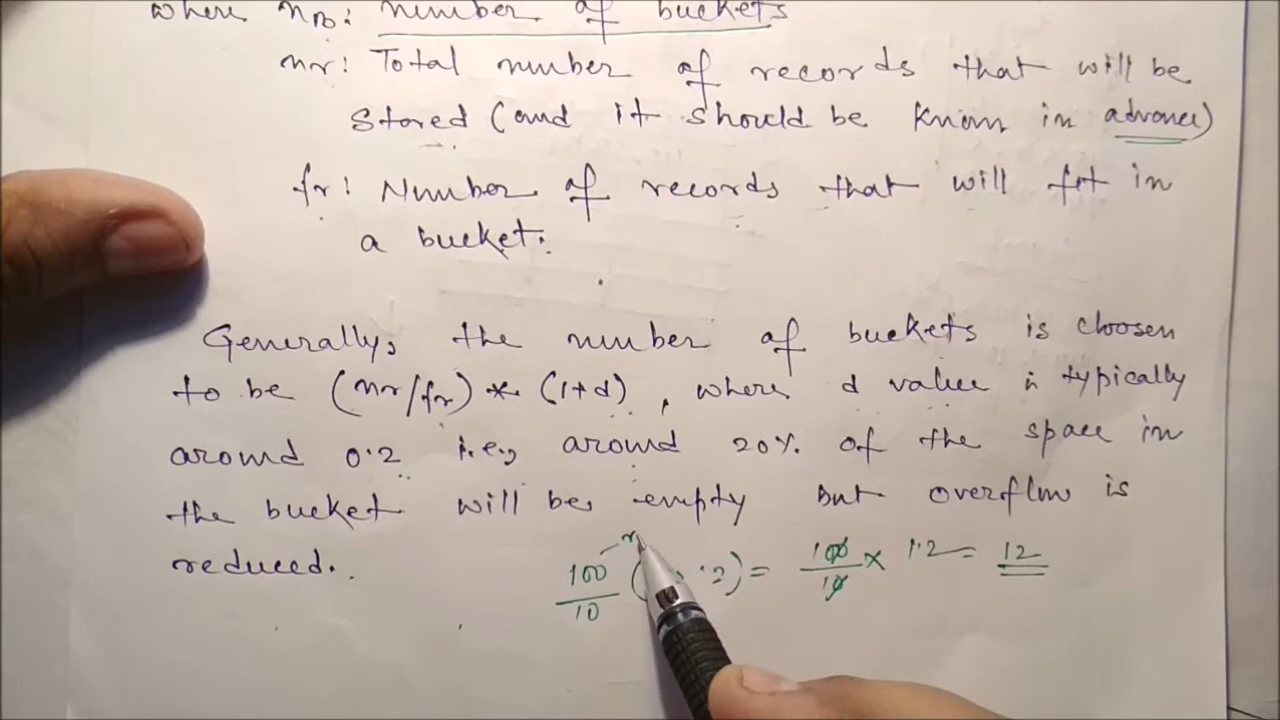 where nB: number of buckets
nr: Total number of records that will be
stored (and it should be known in advance)
fr: Number of records that will fit in
a bucket.
Generally, the number of buckets is choosen
to be (nr/fr) * (1+d), where d value is typically
around 0.2 i.e, around 20% of the space in
the bucket will be empty But overflow is
reduced.
100/10 ( .2) = 100/10 x 1.2 = 12